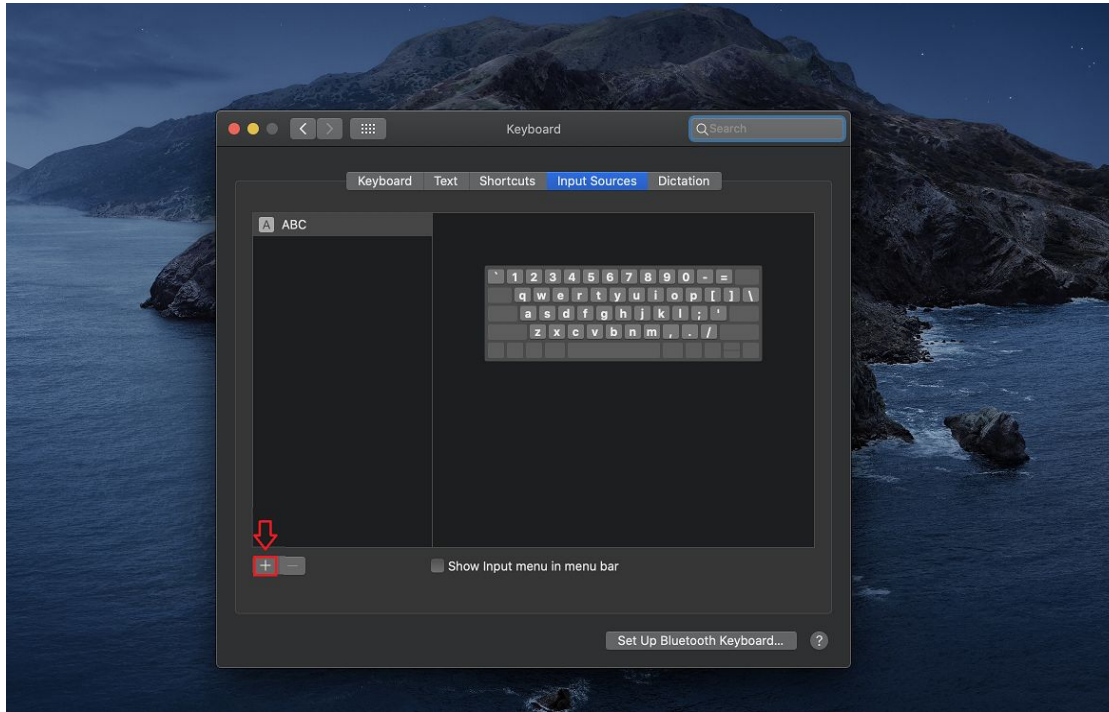 Keyboard
Search
Keyboard Text Shortcuts Input Sources Dictation
A ABC
` 1 2 3 4 5 6 7 8 9 0 - =
q w e r t y u i o p [ ] \
a s d f g h j k l ; '
z x c v b n m , . /
+ −
Show Input menu in menu bar
Set Up Bluetooth Keyboard... ?